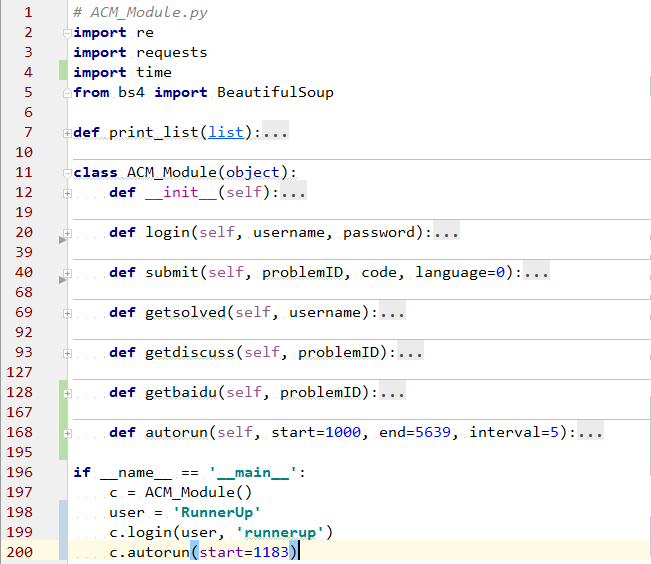 1 # ACM_Module.py
2 import re
3 import requests
4 import time
5 from bs4 import BeautifulSoup
6
7 def print_list(list):...
10
11 class ACM_Module(object):
12 def __init__(self):...
19
20 def login(self, username, password):...
39
40 def submit(self, problemID, code, language=0):...
68
69 def getsolved(self, username):...
92
93 def getdiscuss(self, problemID):...
127
128 def getbaidu(self, problemID):...
167
168 def autorun(self, start=1000, end=5639, interval=5):...
195
196 if __name__ == '__main__':
197 c = ACM_Module()
198 user = 'RunnerUp'
199 c.login(user, 'runnerup')
200 c.autorun(start=1183)